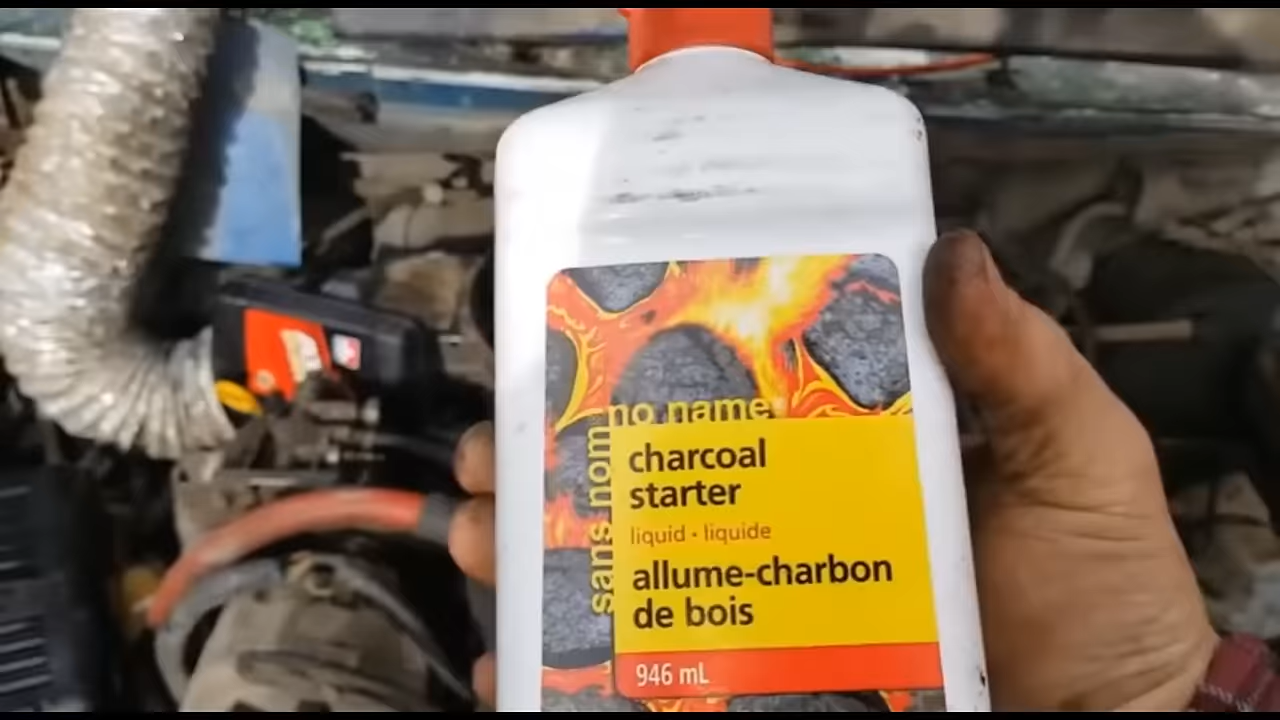 no name
sans nom
charcoal
starter
liquid • liquide
allume-charbon
de bois
946 mL